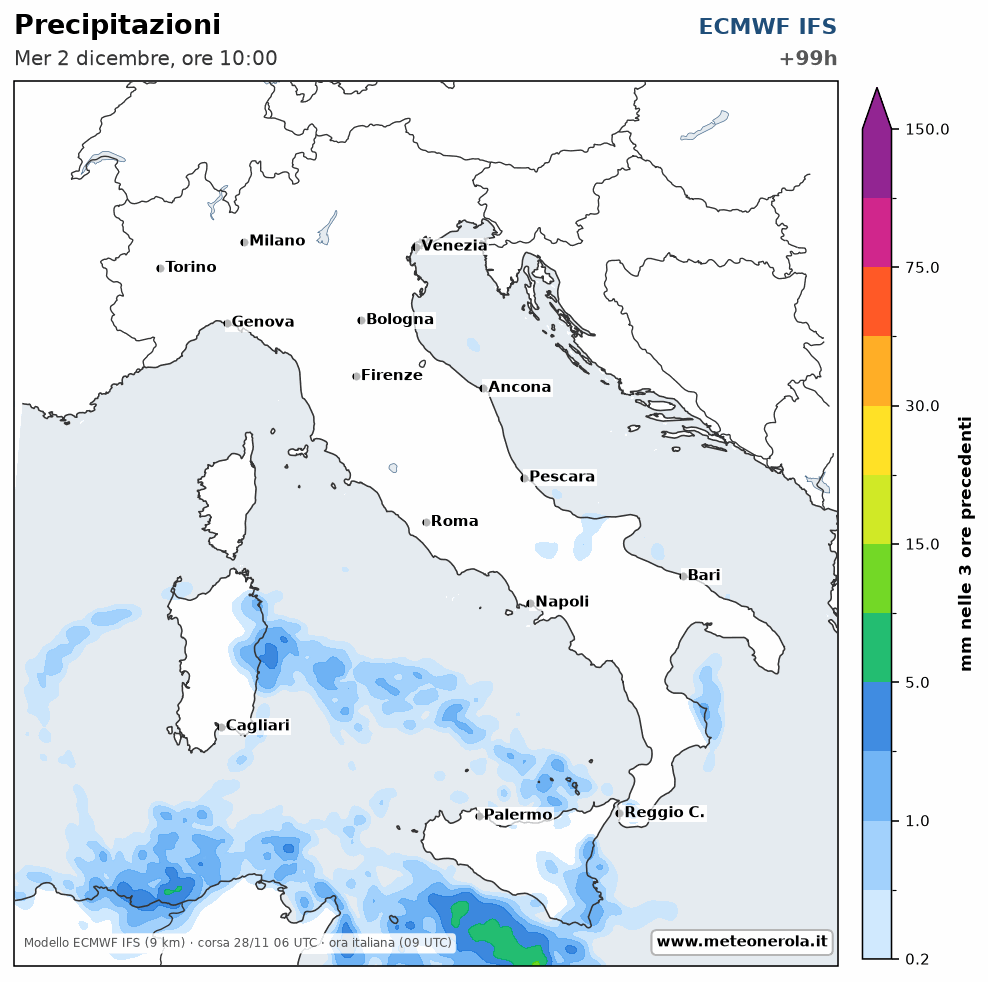 Precipitazioni
ECMWF IFS
Mer 2 dicembre, ore 10:00
+99h
150.0
75.0
30.0
15.0
5.0
1.0
0.2
mm nelle 3 ore precedenti
Milano
Venezia
Torino
Genova
Bologna
Firenze
Ancona
Pescara
Roma
Bari
Napoli
Cagliari
Palermo
Reggio C.
Modello ECMWF IFS (9 km) · corsa 28/11 06 UTC · ora italiana (09 UTC)
www.meteonerola.it